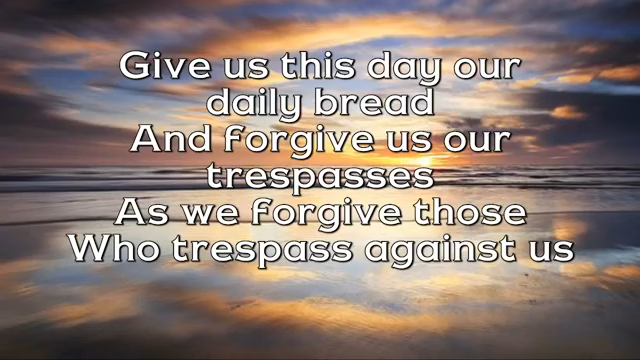 Give us this day our
daily bread
And forgive us our
trespasses
As we forgive those
Who trespass against us